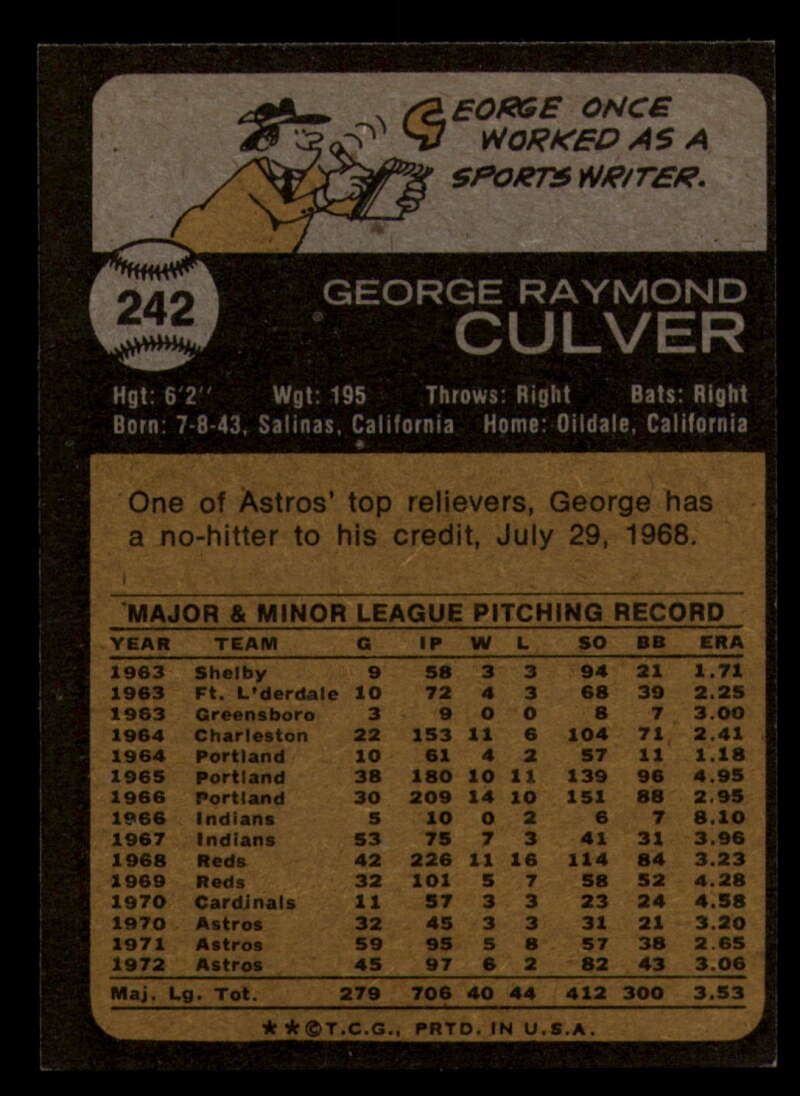 GEORGE ONCE
WORKED AS A
SPORTS WRITER.
242
GEORGE RAYMOND
CULVER
Hgt: 6'2" Wgt: 195 Throws: Right Bats: Right
Born: 7-8-43, Salinas, California Home: Oildale, California
One of Astros' top relievers, George has
a no-hitter to his credit, July 29, 1968.
MAJOR & MINOR LEAGUE PITCHING RECORD
YEAR TEAM G IP W L SO BB ERA
1963 Shelby 9 58 3 3 94 21 1.71
1963 Ft. L'derdale 10 72 4 3 68 39 2.25
1963 Greensboro 3 9 0 0 8 7 3.00
1964 Charleston 22 153 11 6 104 71 2.41
1964 Portland 10 61 4 2 57 11 1.18
1965 Portland 38 180 10 11 139 96 4.95
1966 Portland 30 209 14 10 151 88 2.95
1966 Indians 5 10 0 2 6 7 8.10
1967 Indians 53 75 7 3 41 31 3.96
1968 Reds 42 226 11 16 114 84 3.23
1969 Reds 32 101 5 7 58 52 4.28
1970 Cardinals 11 57 3 3 23 24 4.58
1970 Astros 32 45 3 3 31 21 3.20
1971 Astros 59 95 5 8 57 38 2.65
1972 Astros 45 97 6 2 82 43 3.06
Maj. Lg. Tot. 279 706 40 44 412 300 3.53
★★©T.C.G., PRTD. IN U.S.A.